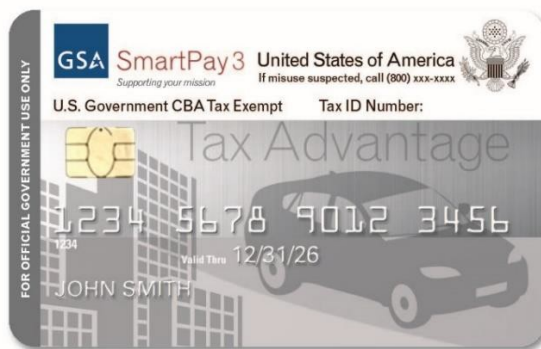 FOR OFFICIAL GOVERNMENT USE ONLY
GSA SmartPay 3
Supporting your mission
United States of America
If misuse suspected, call (800) xxx-xxxx
U.S. Government CBA Tax Exempt Tax ID Number:
Tax Advantage
1234 5678 9012 3456
1234
Valid Thru 12/31/26
JOHN SMITH